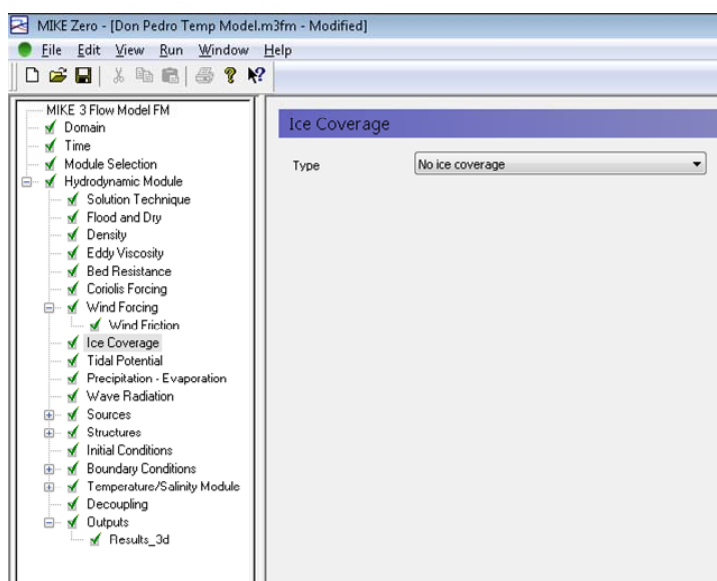 MIKE Zero - [Don Pedro Temp Model.m3fm - Modified]
File Edit View Run Window Help
MIKE 3 Flow Model FM
Domain
Time
Module Selection
Hydrodynamic Module
Solution Technique
Flood and Dry
Density
Eddy Viscosity
Bed Resistance
Coriolis Forcing
Wind Forcing
Wind Friction
Ice Coverage
Tidal Potential
Precipitation - Evaporation
Wave Radiation
Sources
Structures
Initial Conditions
Boundary Conditions
Temperature/Salinity Module
Decoupling
Outputs
Results_3d
Ice Coverage
Type No ice coverage